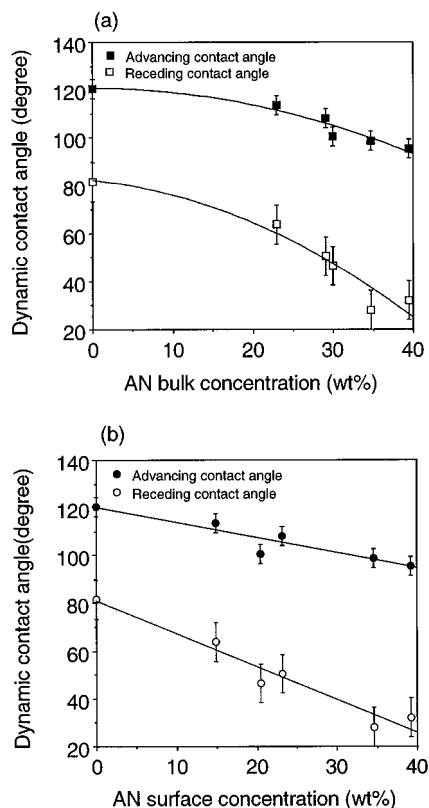 (a)
140
■ Advancing contact angle
□ Receding contact angle
120
100
80
60
40
20
Dynamic contact angle (degree)
0 10 20 30 40
AN bulk concentration (wt%)
(b)
140
● Advancing contact angle
○ Receding contact angle
120
100
80
60
40
20
Dynamic contact angle(degree)
0 10 20 30 40
AN surface concentration (wt%)